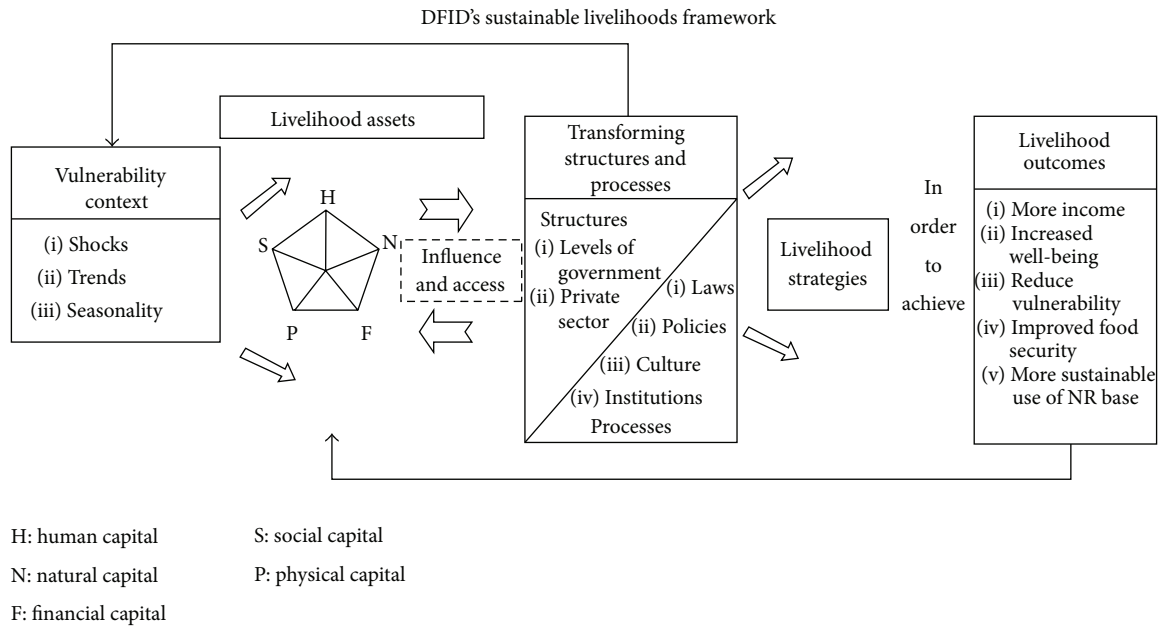 DFID's sustainable livelihoods framework
Livelihood assets
Vulnerability
context
(i) Shocks
(ii) Trends
(iii) Seasonality
H
S
N
P
F
Influence
and access
Transforming
structures and
processes
Structures
(i) Levels of
government
(ii) Private
sector
(i) Laws
(ii) Policies
(iii) Culture
(iv) Institutions
Processes
Livelihood
strategies
In
order
to
achieve
Livelihood
outcomes
(i) More income
(ii) Increased
well-being
(iii) Reduce
vulnerability
(iv) Improved food
security
(v) More sustainable
use of NR base
H: human capital
S: social capital
N: natural capital
P: physical capital
F: financial capital